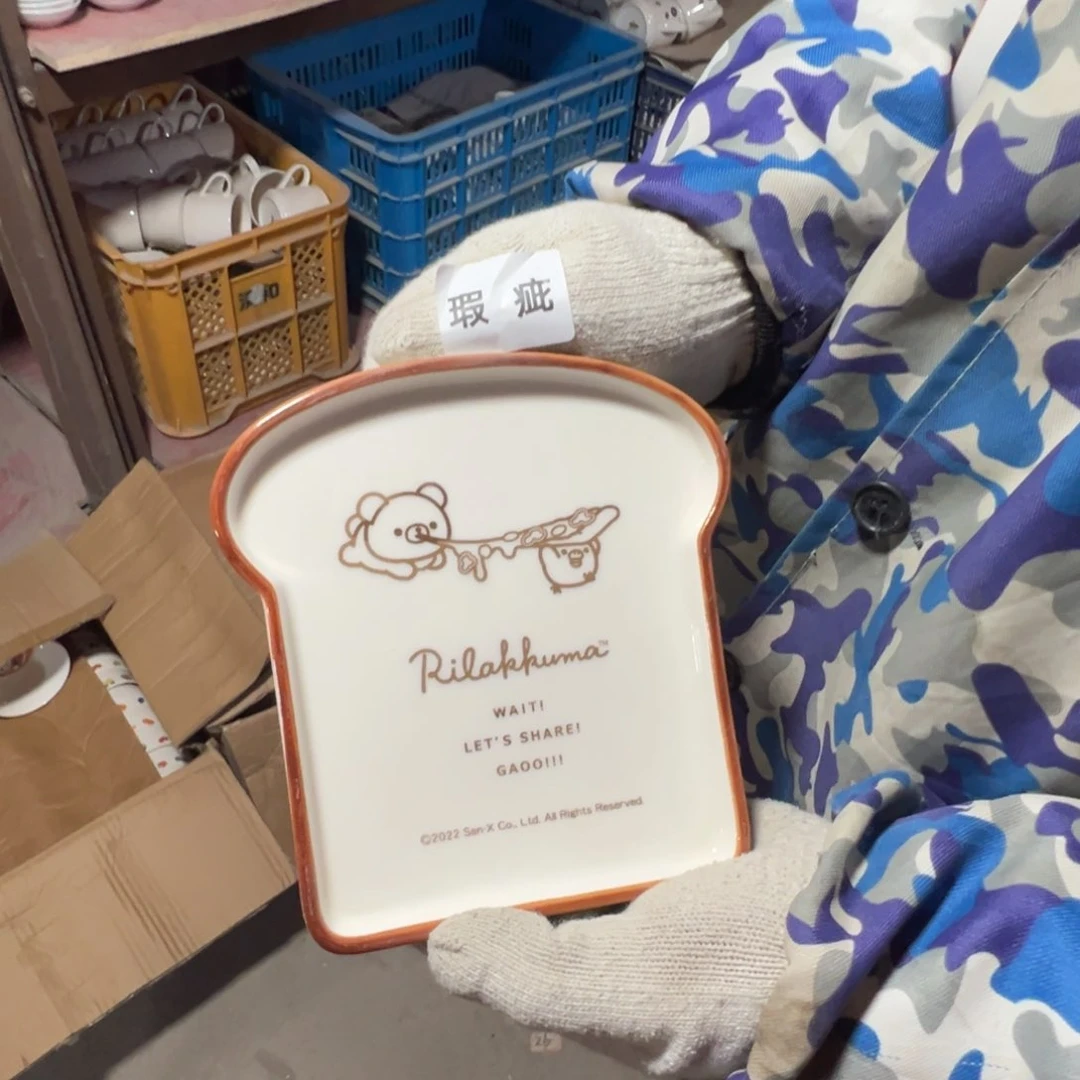 瑕 疵
Rilakkuma™
WAIT!
LET'S SHARE!
GAOO!!!
©2022 San-X Co., Ltd. All Rights Reserved.